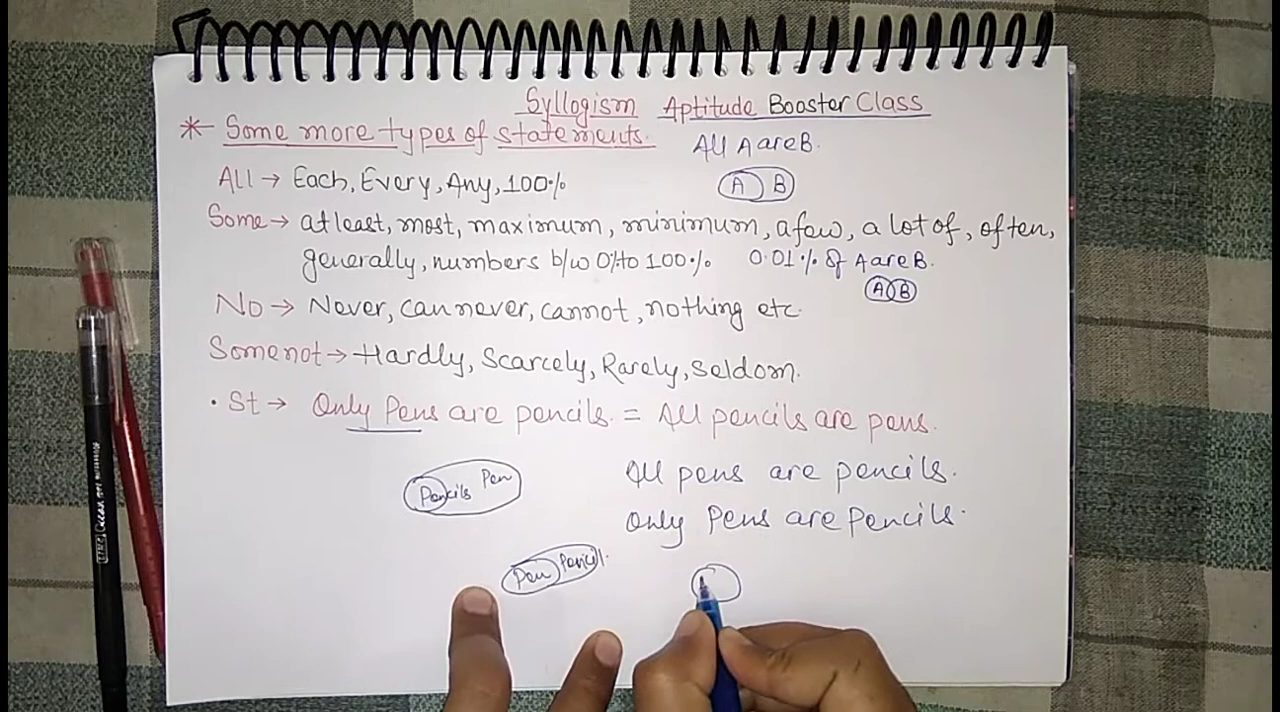 Syllogism Aptitude Booster Class
* Some more types of statements.
All A are B.
All → Each, Every, Any, 100%
A B
Some → at least, most, maximum, minimum, a few, a lot of, often,
generally, numbers b/w 0% to 100% 0.01% of A are B.
A B
No → Never, can never, cannot, nothing etc.
Some not → Hardly, Scarcely, Rarely, Seldom.
• St → Only Pens are pencils. = All pencils are pens.
Pencils Pen
All pens are pencils.
Only Pens are Pencils.
Pen Pencil